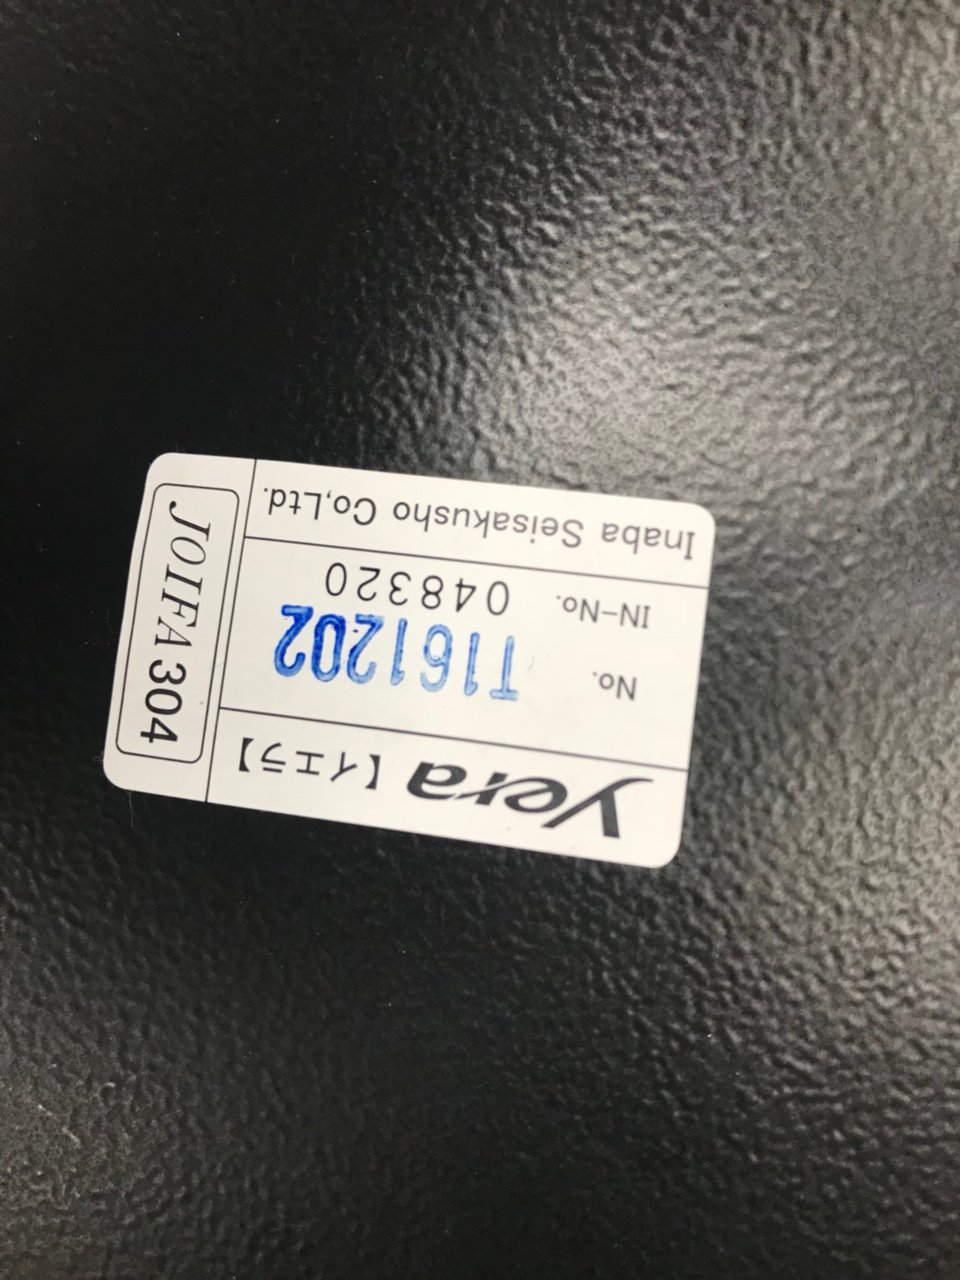 Yera【イエラ】
No. T161202
IN-No. 048320
Inaba Seisakusho Co,Ltd.
JOIFA 304